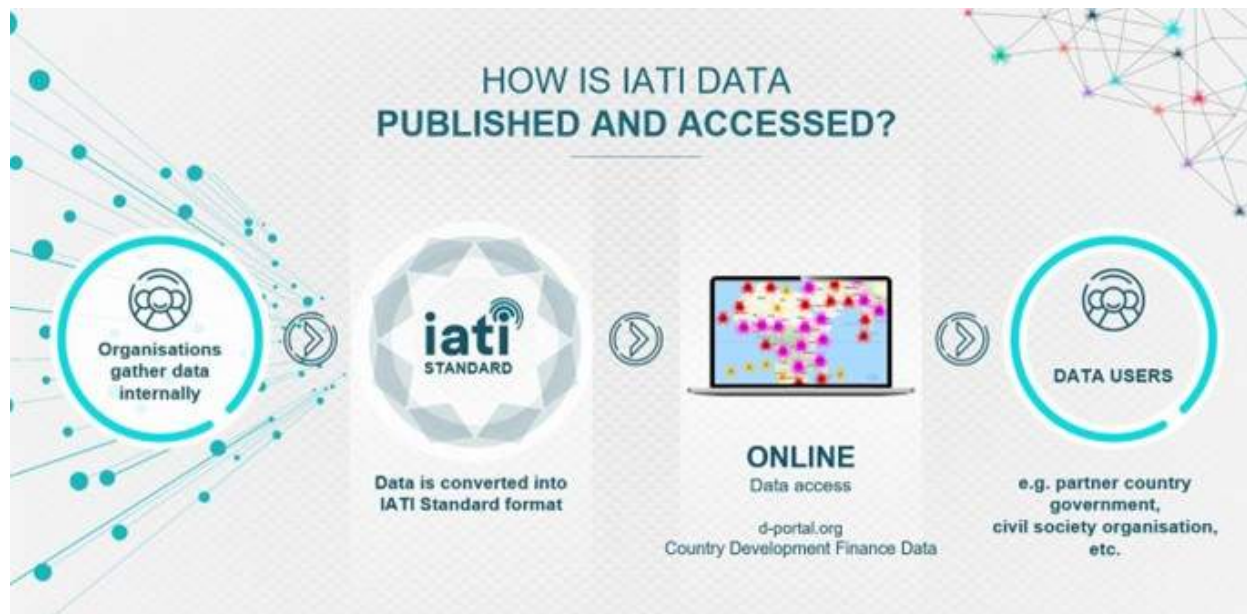 HOW IS IATI DATA
PUBLISHED AND ACCESSED?
Organisations
gather data
internally
iati
STANDARD
Data is converted into
IATI Standard format
ONLINE
Data access
d-portal.org
Country Development Finance Data
DATA USERS
e.g. partner country
government,
civil society organisation,
etc.